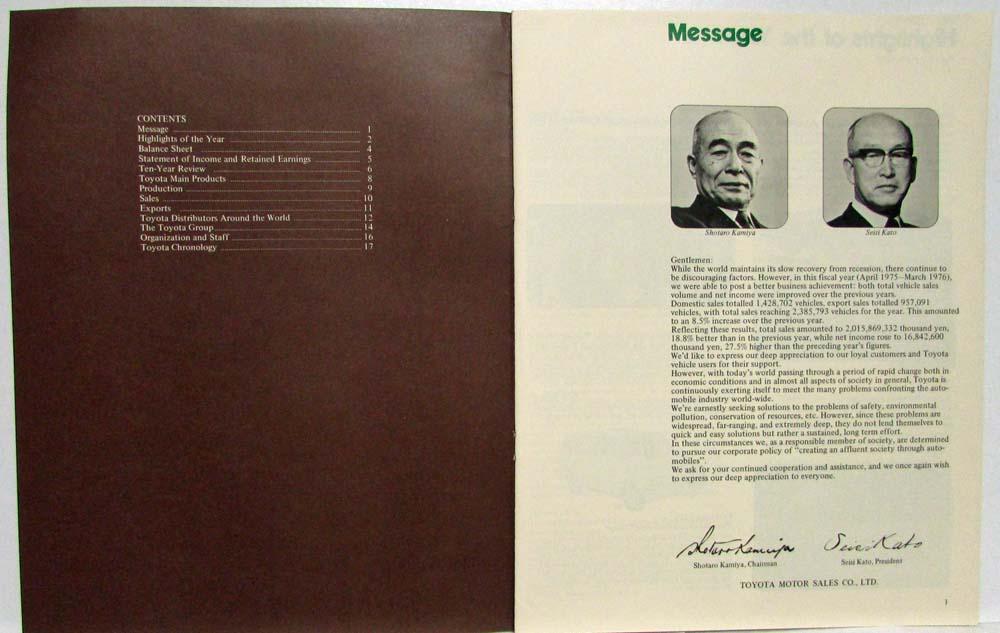 CONTENTS
Message 1
Highlights of the Year 2
Balance Sheet 4
Statement of Income and Retained Earnings 5
Ten-Year Review 6
Toyota Main Products 8
Production 9
Sales 10
Exports 11
Toyota Distributors Around the World 12
The Toyota Group 14
Organization and Staff 16
Toyota Chronology 17
Message
Shotaro Kamiya
Seisi Kato
Gentlemen:
While the world maintains its slow recovery from recession, there continue to
be discouraging factors. However, in this fiscal year (April 1975–March 1976),
we were able to post a better business achievement: both total vehicle sales
volume and net income were improved over the previous years.
Domestic sales totalled 1,428,702 vehicles, export sales totalled 957,091
vehicles, with total sales reaching 2,385,793 vehicles for the year. This amounted
to an 8.5% increase over the previous year.
Reflecting these results, total sales amounted to 2,015,869,332 thousand yen,
18.8% better than in the previous year, while net income rose to 16,842,600
thousand yen, 27.5% higher than the preceding year's figures.
We'd like to express our deep appreciation to our loyal customers and Toyota
vehicle users for their support.
However, with today's world passing through a period of rapid change both in
economic conditions and in almost all aspects of society in general, Toyota is
continuously exerting itself to meet the many problems confronting the auto-
mobile industry world-wide.
We're earnestly seeking solutions to the problems of safety, environmental
pollution, conservation of resources, etc. However, since these problems are
widespread, far-ranging, and extremely deep, they do not lend themselves to
quick and easy solutions but rather a sustained, long term effort.
In these circumstances we, as a responsible member of society, are determined
to pursue our corporate policy of "creating an affluent society through auto-
mobiles".
We ask for your continued cooperation and assistance, and we once again wish
to express our deep appreciation to everyone.
Shotaro Kamiya
Seisi Kato
Shotaro Kamiya, Chairman
Seisi Kato, President
TOYOTA MOTOR SALES CO., LTD.
1